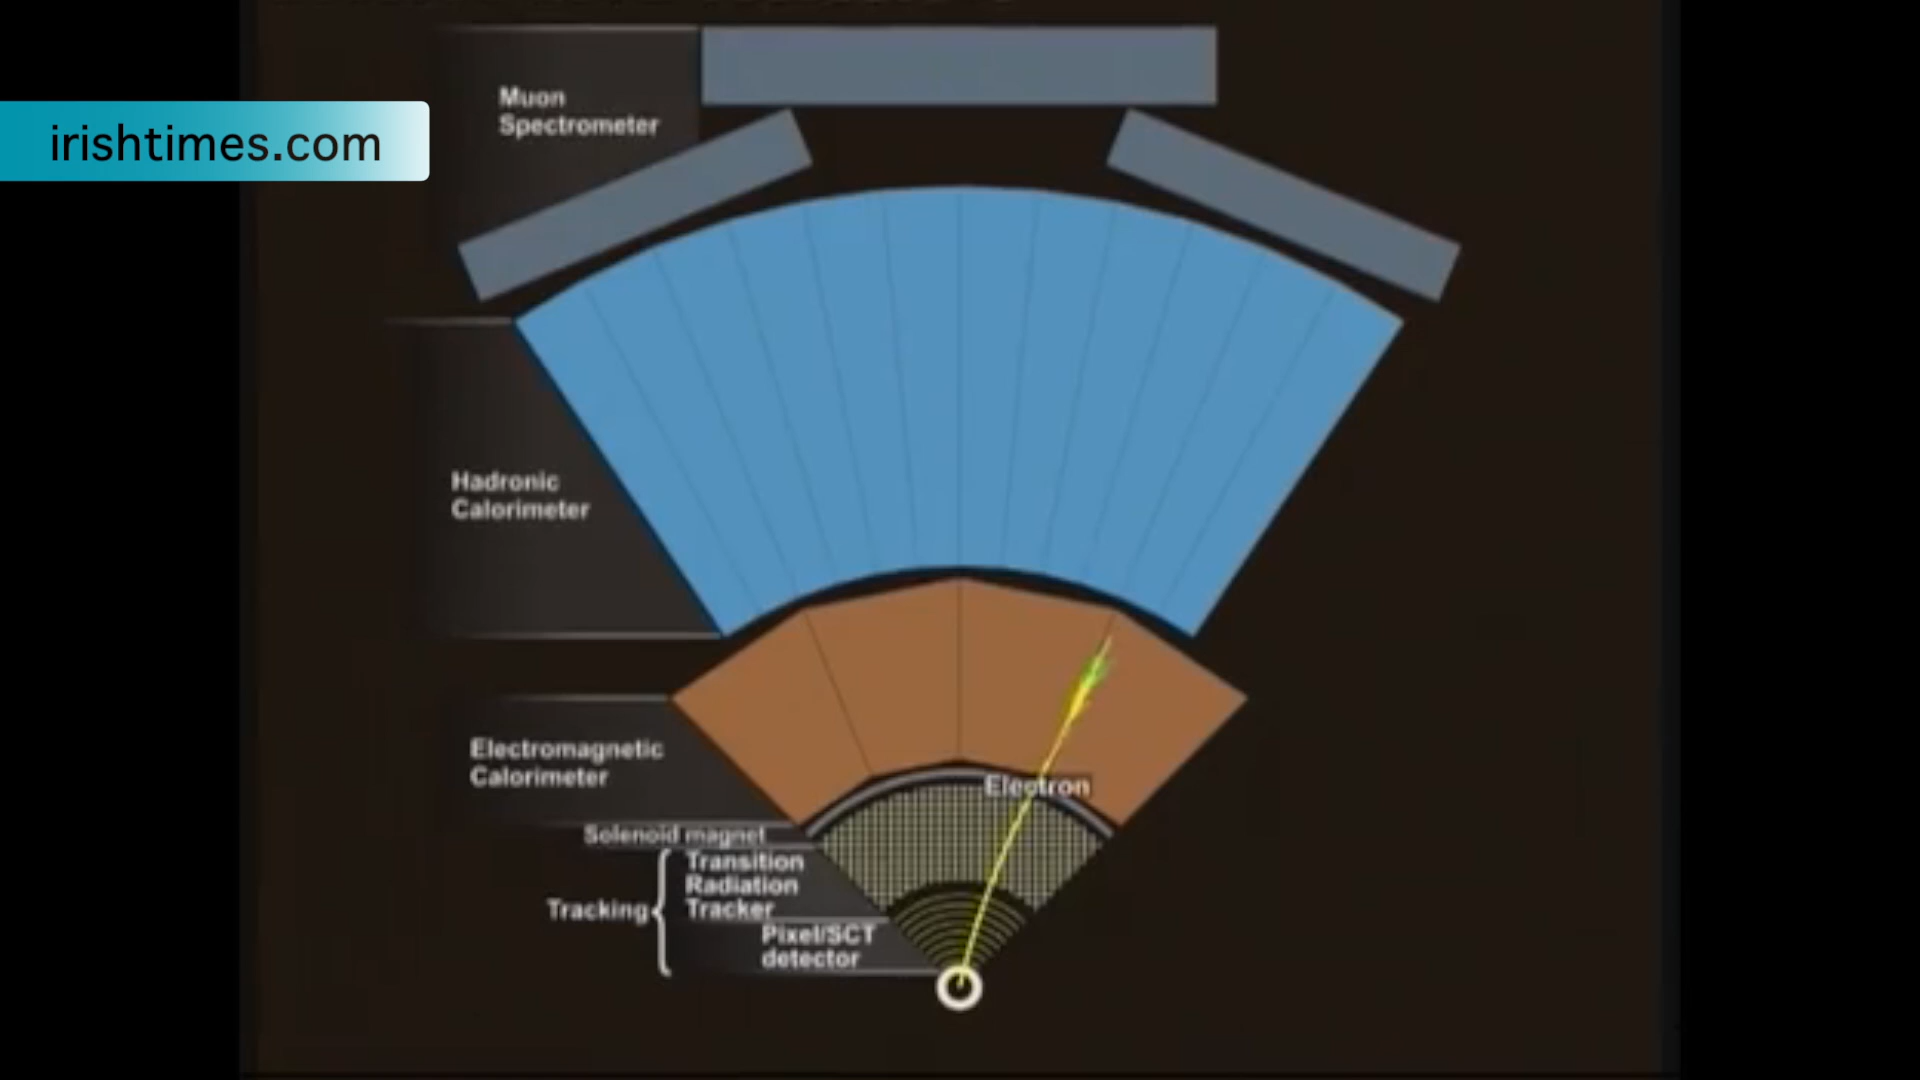 Muon
Spectrometer
irishtimes.com
Hadronic
Calorimeter
Electromagnetic
Calorimeter
Electron
Solenoid magnet
Transition
Radiation
Tracker
Tracking
Pixel/SCT
detector